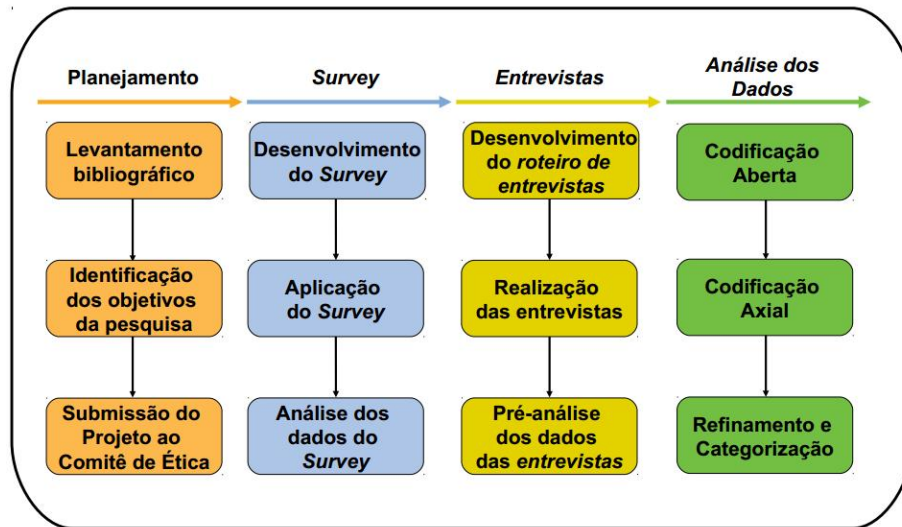 Planejamento
Survey
Entrevistas
Análise dos
Dados
Levantamento
bibliográfico
Desenvolvimento
do Survey
Desenvolvimento
do roteiro de
entrevistas
Codificação
Aberta
Identificação
dos objetivos
da pesquisa
Aplicação
do Survey
Realização
das entrevistas
Codificação
Axial
Submissão do
Projeto ao
Comitê de Ética
Análise dos
dados do
Survey
Pré-análise
dos dados
das entrevistas
Refinamento e
Categorização